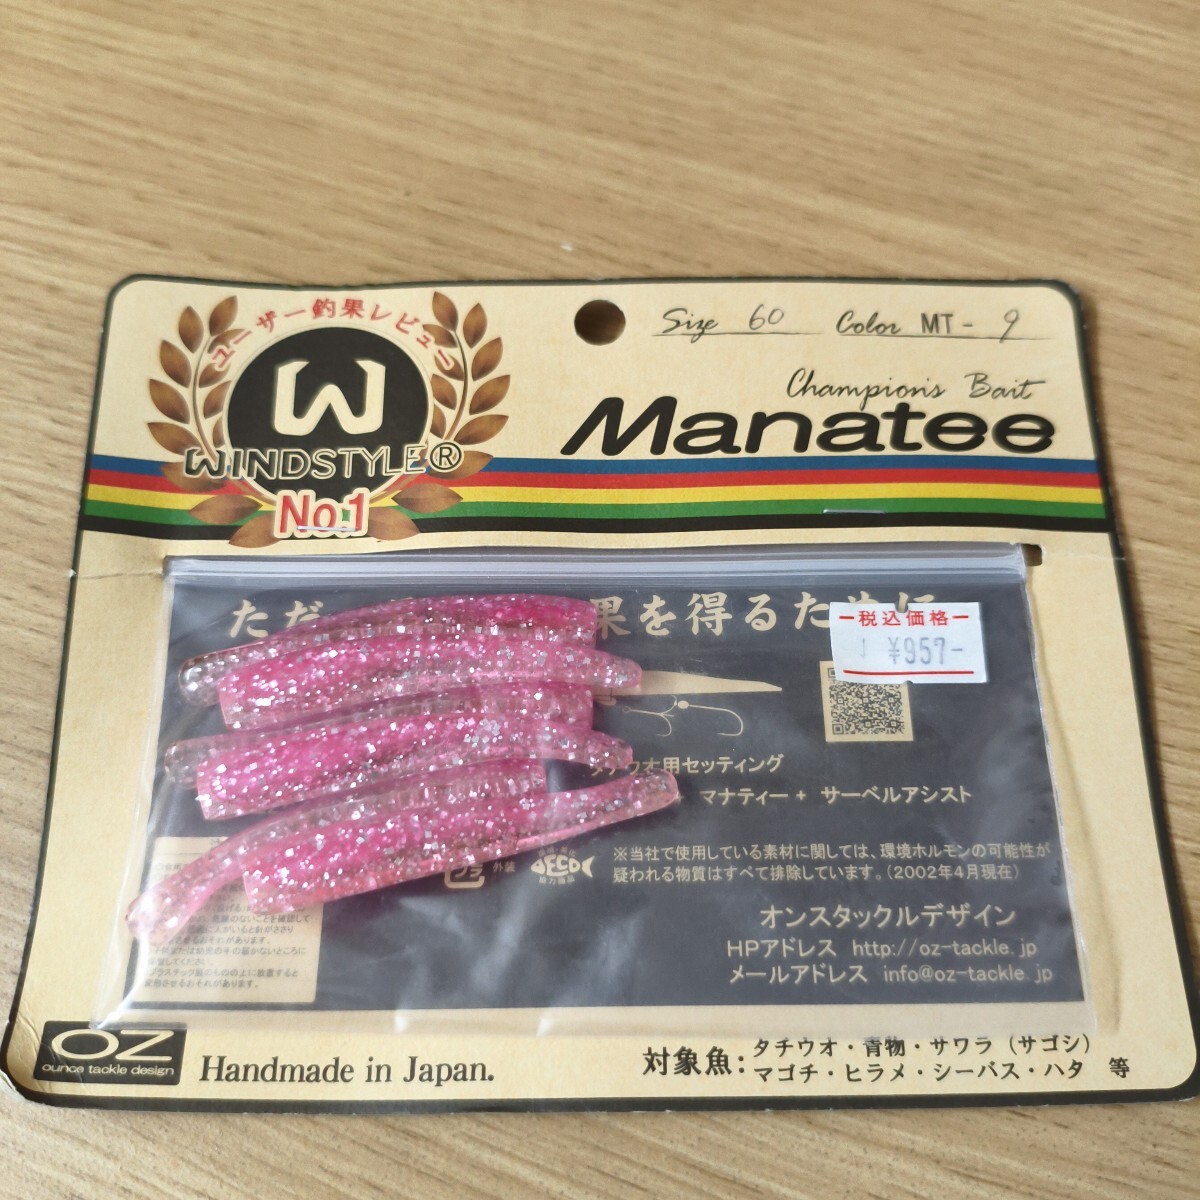 ユーザー釣果レビュー
W
WINDSTYLE®
No.1
Size 60 Color MT-9
Champion's Bait
Manatee
ただ 果を得るために
税込価格
¥957-
タチウオ用セッティング
マナティー + サーベルアシスト
プラ 外装
FECO
※当社で使用している素材に関しては、環境ホルモンの可能性が
疑われる物質はすべて排除しています。(2002年4月現在)
オンスタックルデザイン
HPアドレス http://oz-tackle.jp
メールアドレス info@oz-tackle.jp
OZ
ounce tackle design
Handmade in Japan.
対象魚:タチウオ・青物・サワラ(サゴシ)
マゴチ・ヒラメ・シーバス・ハタ 等